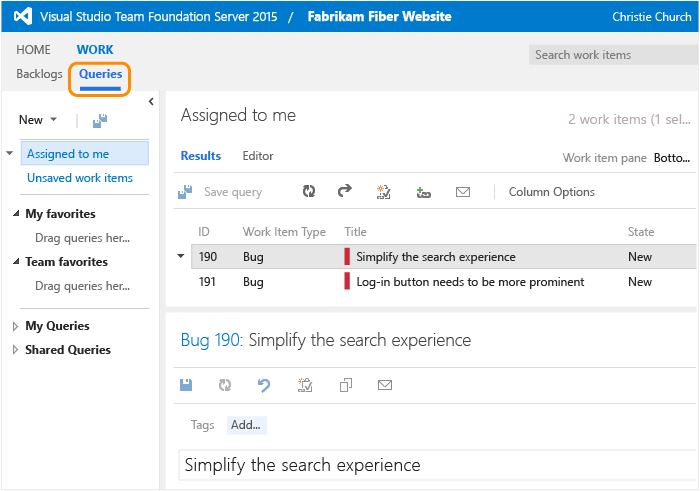 Visual Studio Team Foundation Server 2015 / Fabrikam Fiber Website Christie Church
HOME WORK
Search work items
Backlogs Queries
New
Assigned to me
Unsaved work items
My favorites
Drag queries her...
Team favorites
Drag queries her...
My Queries
Shared Queries
Assigned to me 2 work items (1 sel...
Results Editor Work item pane Botto...
Save query Column Options
ID Work Item Type Title State
190 Bug Simplify the search experience New
191 Bug Log-in button needs to be more prominent New
Bug 190: Simplify the search experience
Tags Add...
Simplify the search experience